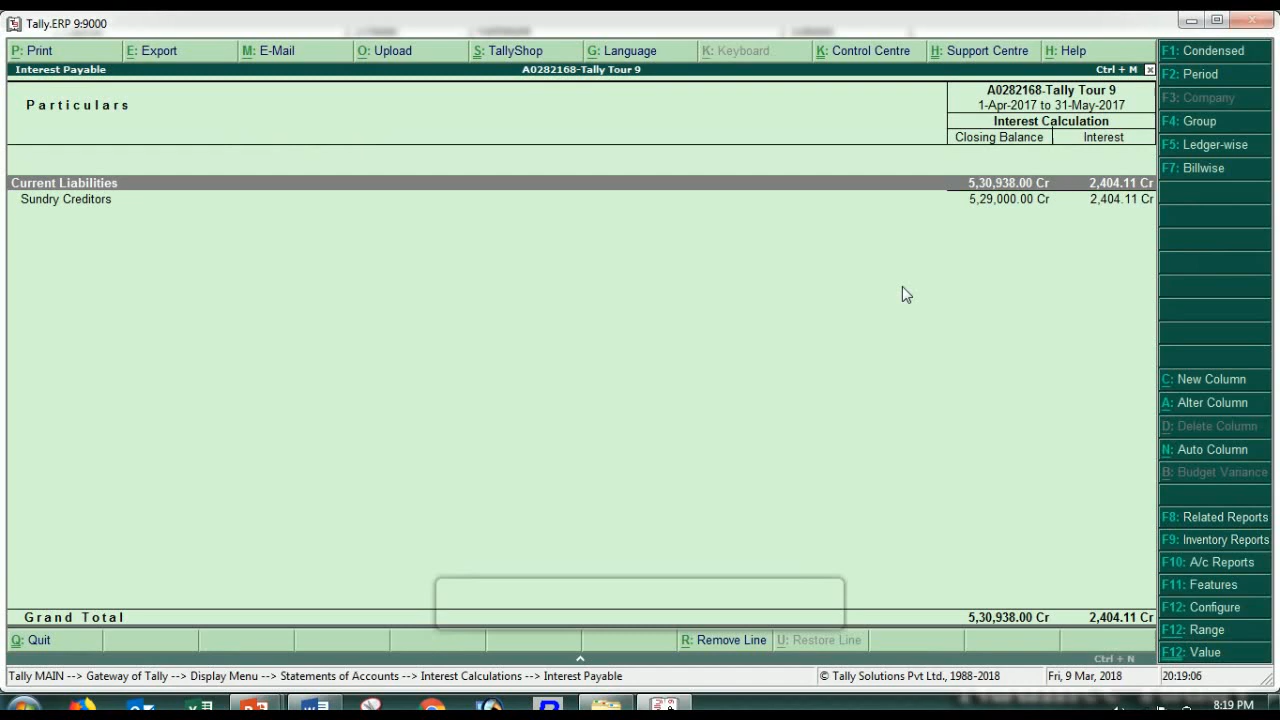 Tally.ERP 9:9000
P: Print E: Export M: E-Mail O: Upload S: TallyShop G: Language K: Keyboard K: Control Centre H: Support Centre H: Help
Interest Payable A0282168-Tally Tour 9 Ctrl + M
Particulars
A0282168-Tally Tour 9
1-Apr-2017 to 31-May-2017
Interest Calculation
Closing Balance Interest
Current Liabilities 5,30,938.00 Cr 2,404.11 Cr
Sundry Creditors 5,29,000.00 Cr 2,404.11 Cr
Grand Total 5,30,938.00 Cr 2,404.11 Cr
F1: Condensed
F2: Period
F3: Company
F4: Group
F5: Ledger-wise
F7: Billwise
C: New Column
A: Alter Column
D: Delete Column
N: Auto Column
B: Budget Variance
F8: Related Reports
F9: Inventory Reports
F10: A/c Reports
F11: Features
F12: Configure
F12: Range
F12: Value
Q: Quit R: Remove Line U: Restore Line
Ctrl + N
Tally MAIN --> Gateway of Tally --> Display Menu --> Statements of Accounts --> Interest Calculations --> Interest Payable © Tally Solutions Pvt Ltd., 1988-2018 Fri, 9 Mar, 2018 20:19:06
8:19 PM